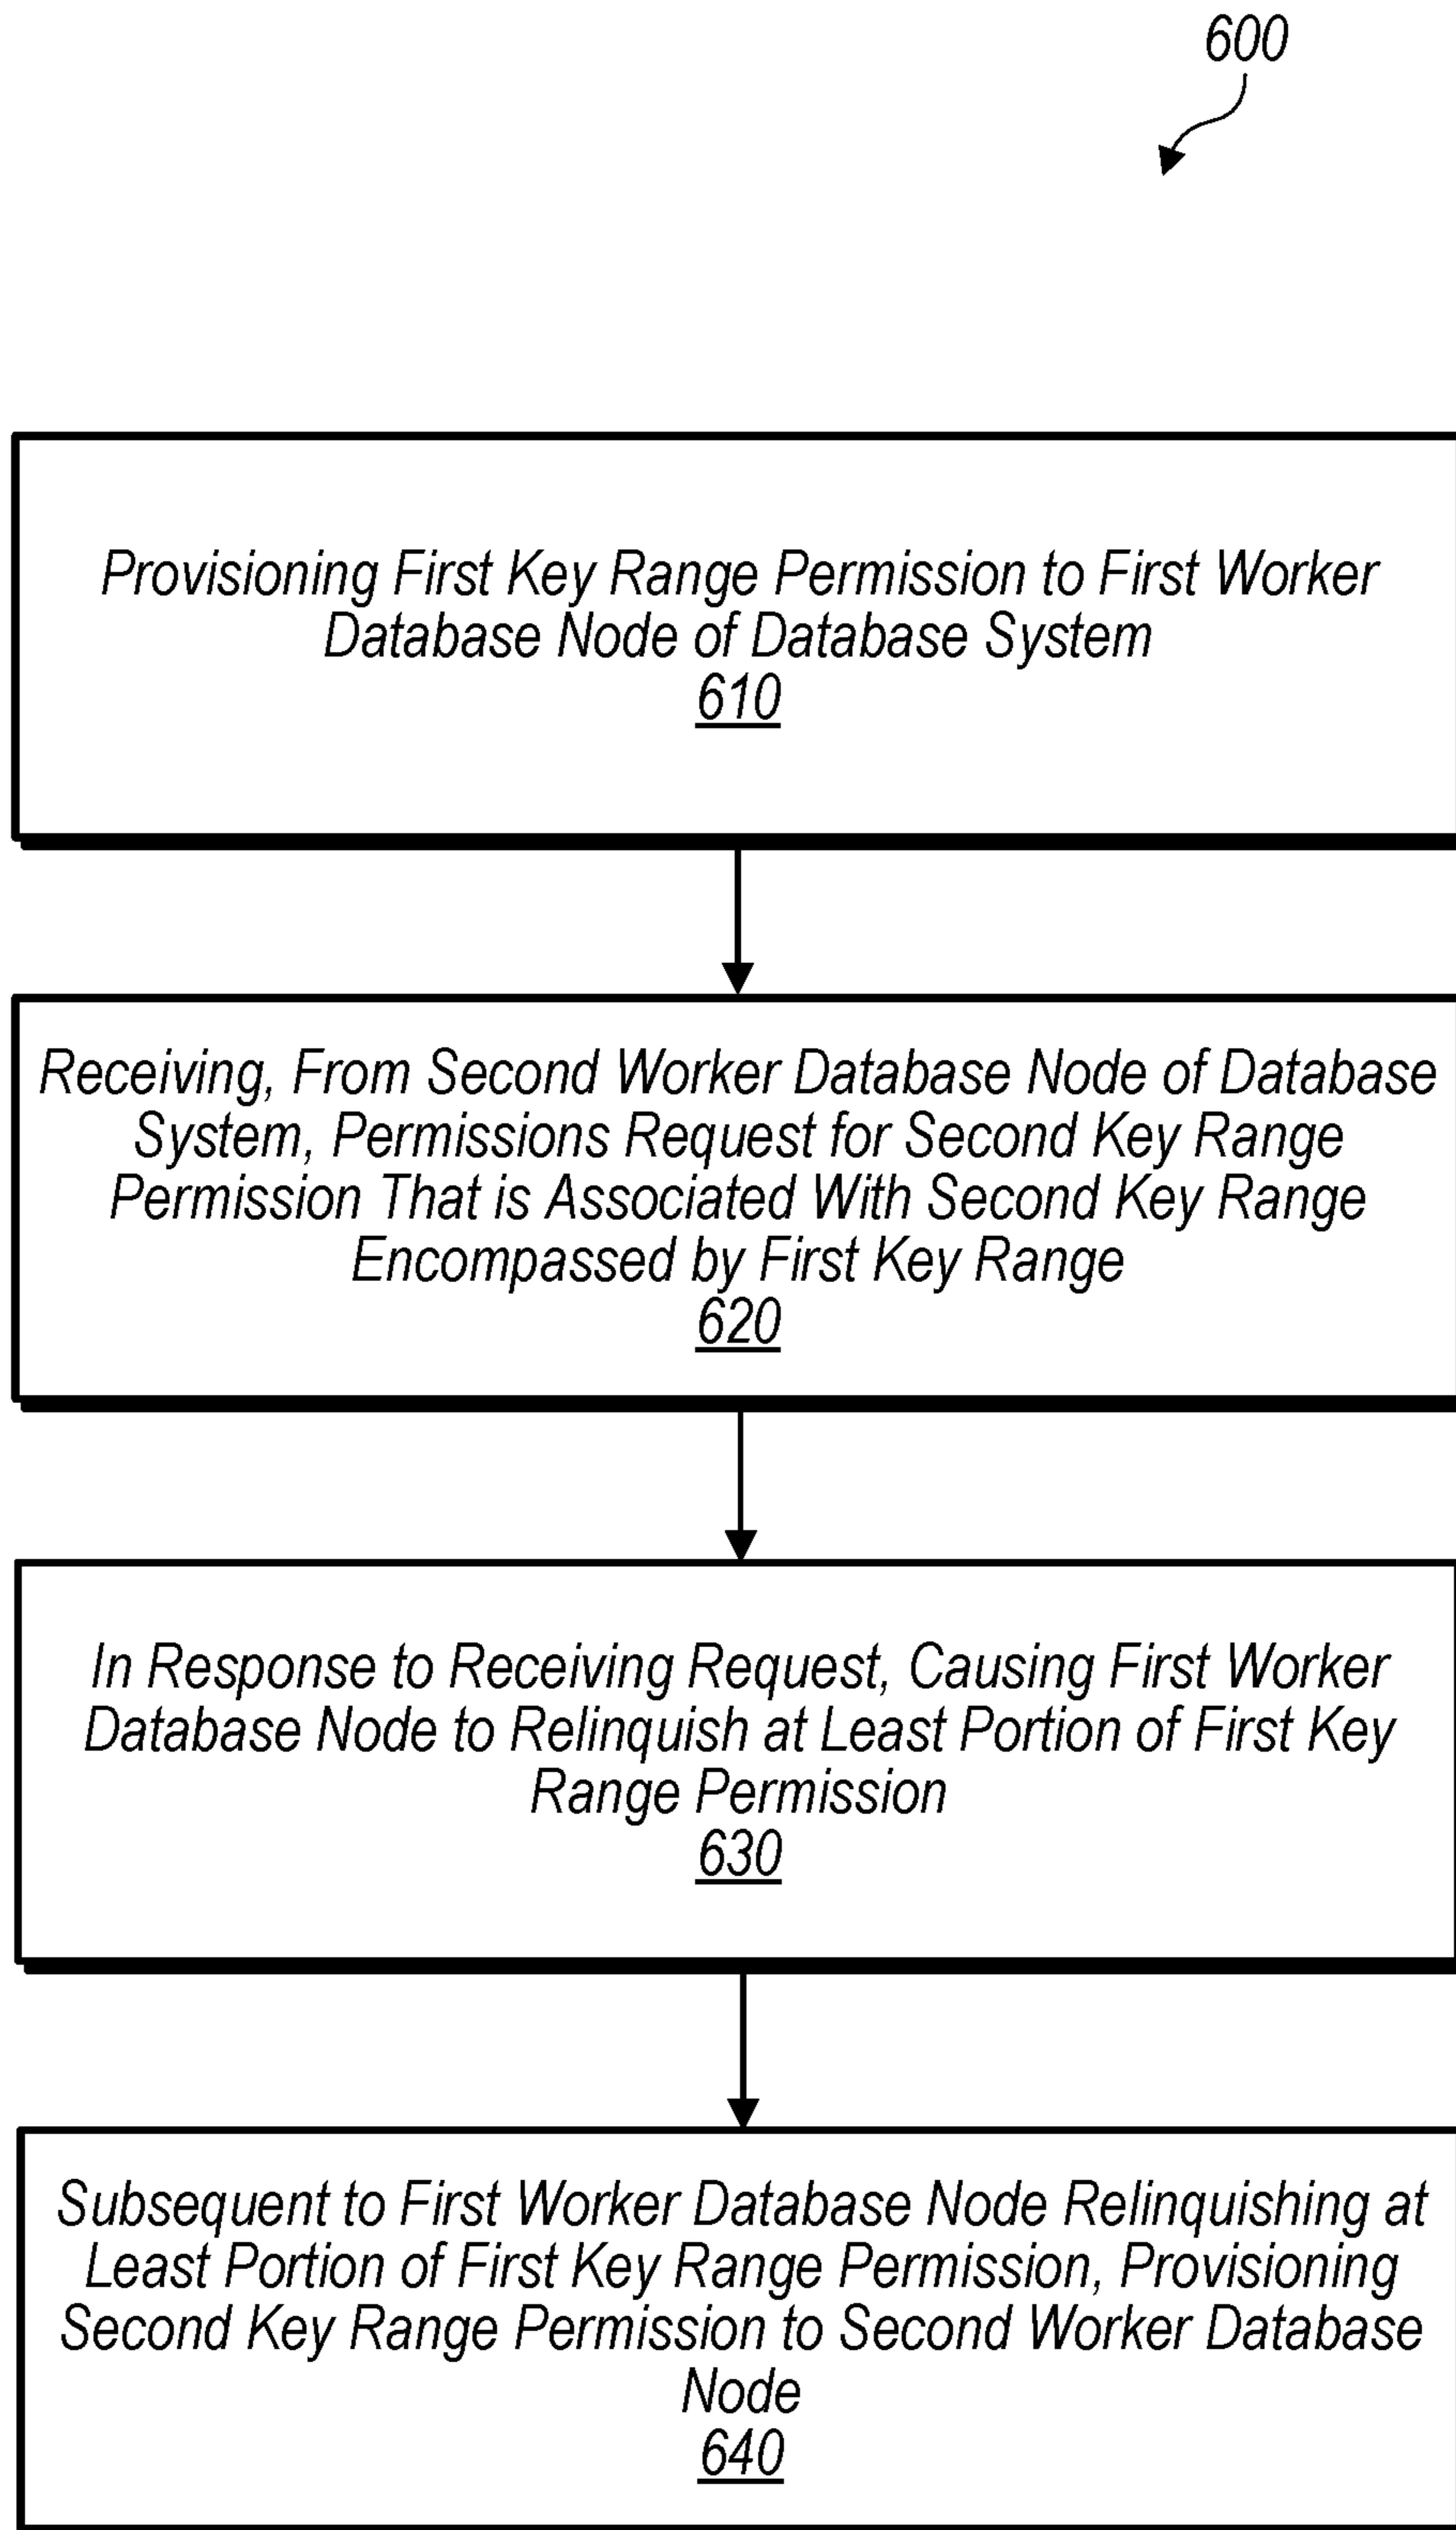 600
Provisioning First Key Range Permission to First Worker
Database Node of Database System
610
Receiving, From Second Worker Database Node of Database
System, Permissions Request for Second Key Range
Permission That is Associated With Second Key Range
Encompassed by First Key Range
620
In Response to Receiving Request, Causing First Worker
Database Node to Relinquish at Least Portion of First Key
Range Permission
630
Subsequent to First Worker Database Node Relinquishing at
Least Portion of First Key Range Permission, Provisioning
Second Key Range Permission to Second Worker Database
Node
640